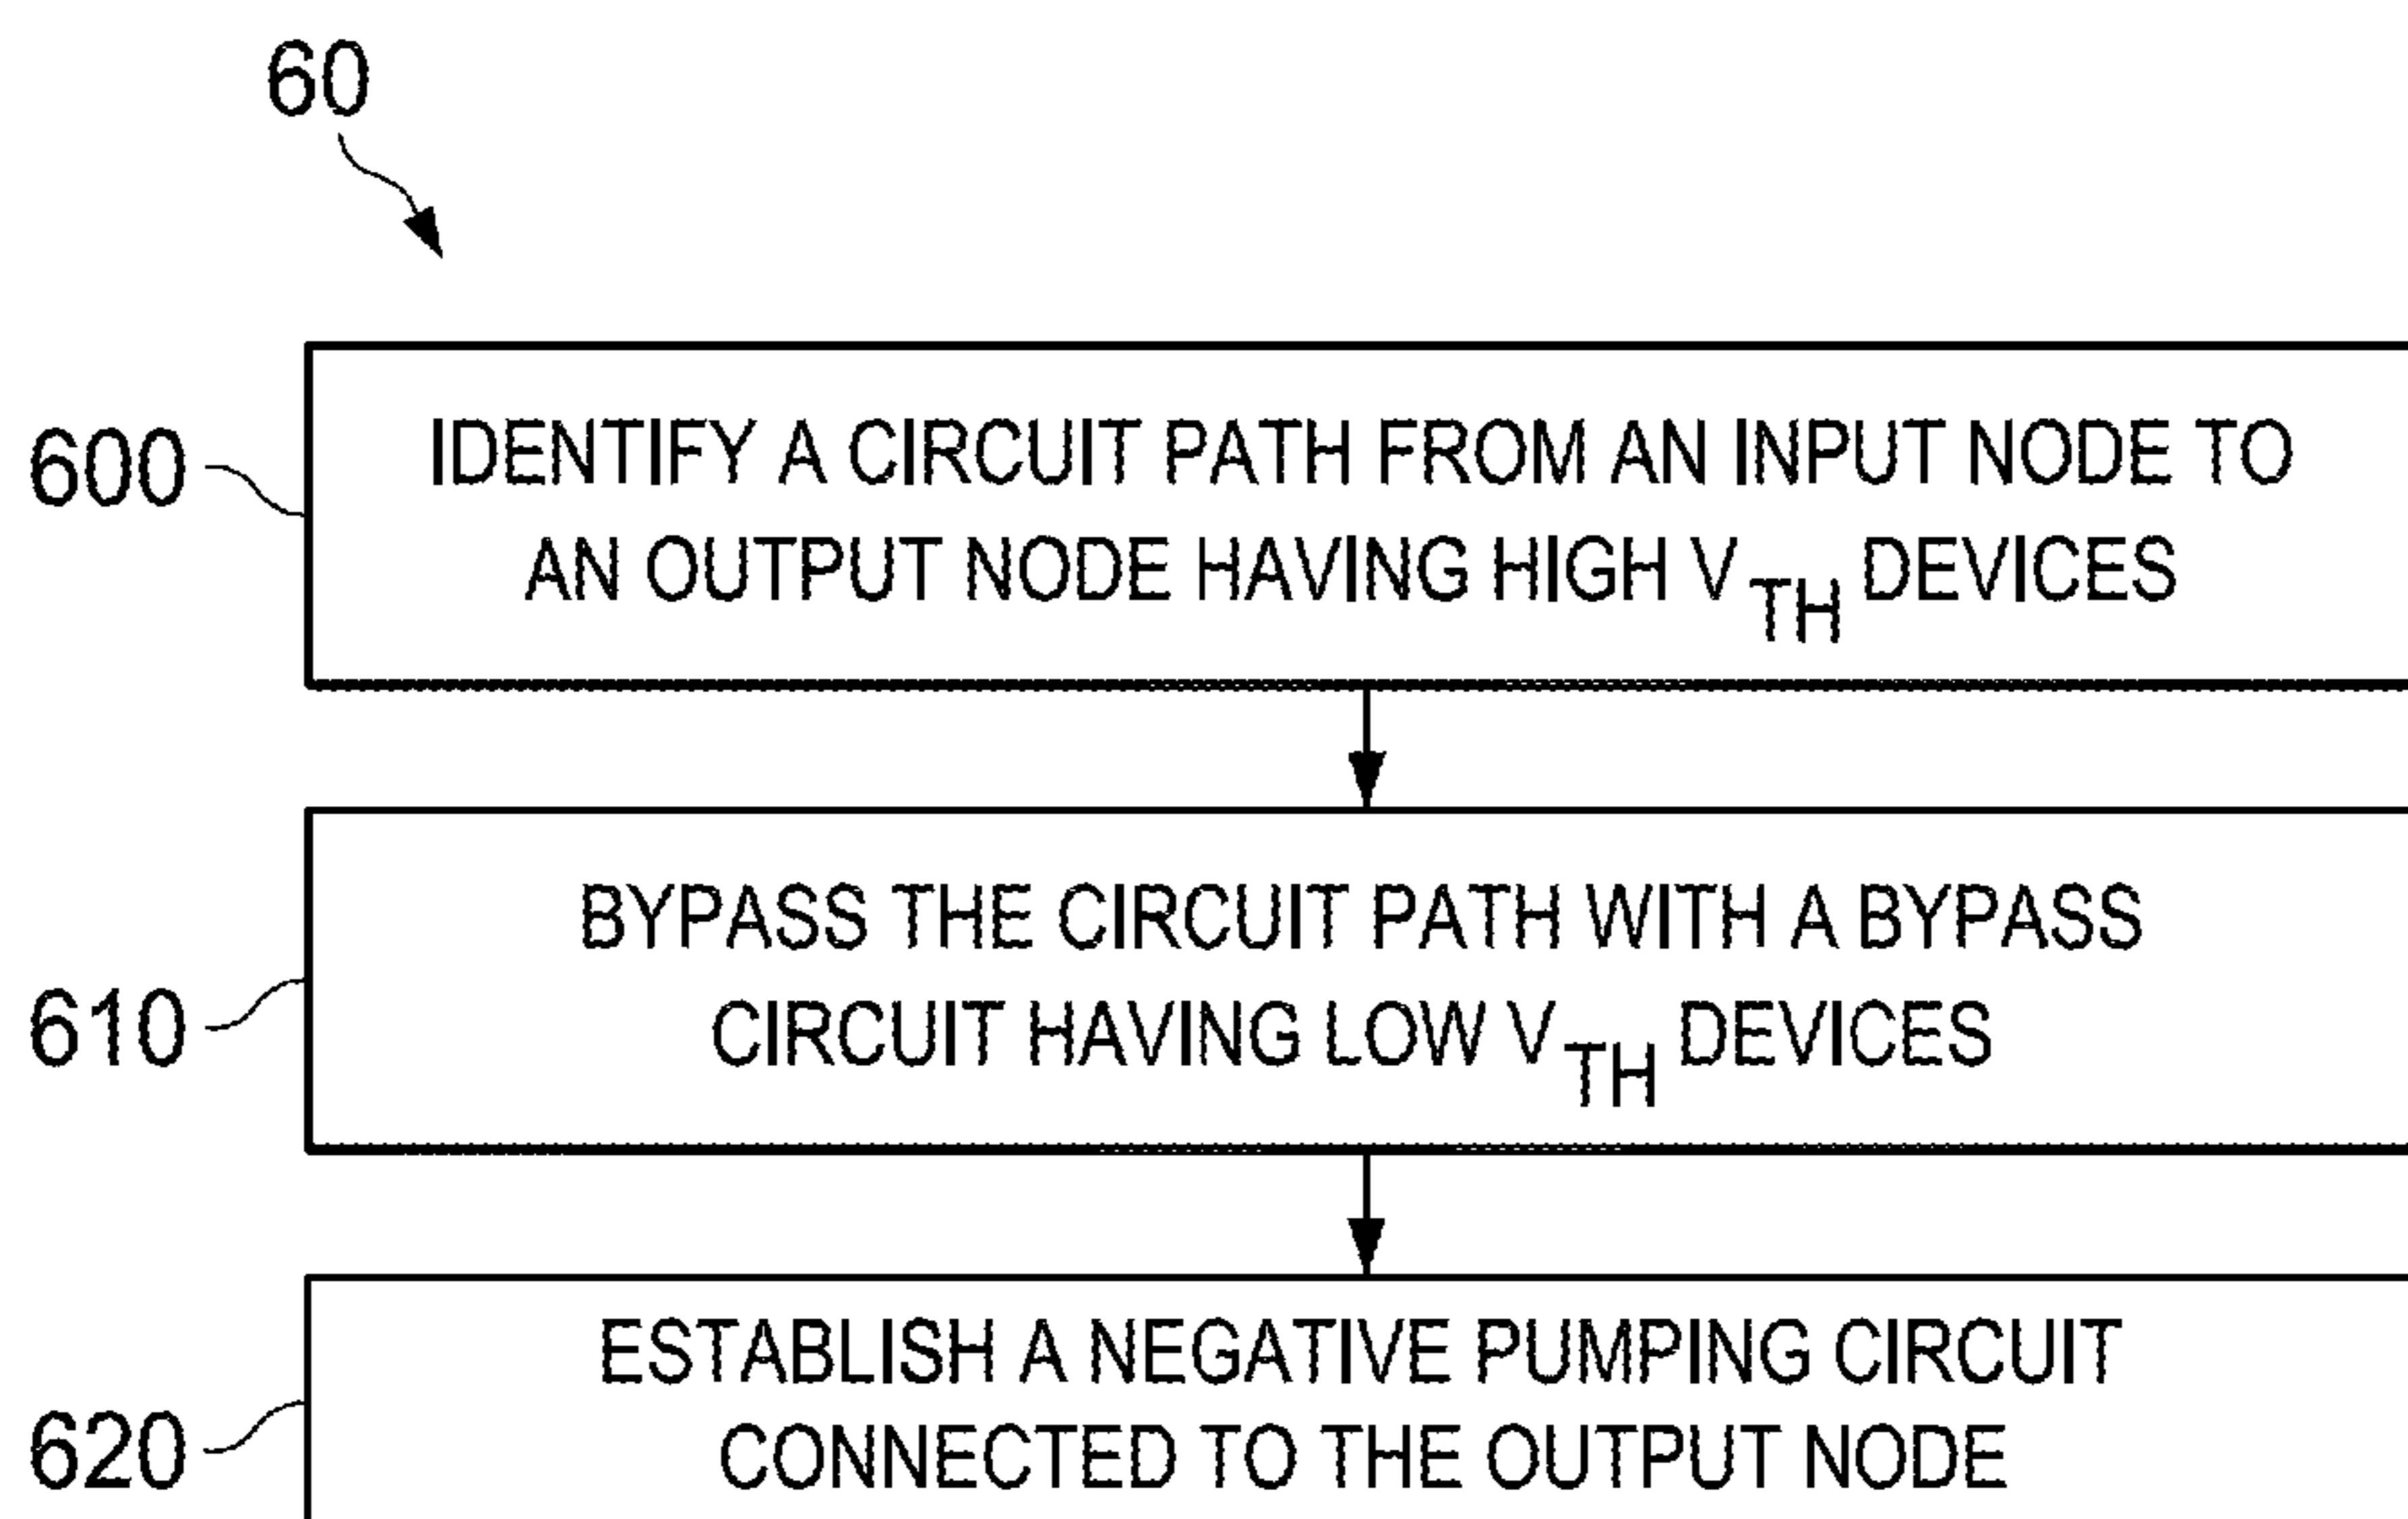 60
600
IDENTIFY A CIRCUIT PATH FROM AN INPUT NODE TO
AN OUTPUT NODE HAVING HIGH V TH DEVICES
610
BYPASS THE CIRCUIT PATH WITH A BYPASS
CIRCUIT HAVING LOW V TH DEVICES
620
ESTABLISH A NEGATIVE PUMPING CIRCUIT
CONNECTED TO THE OUTPUT NODE